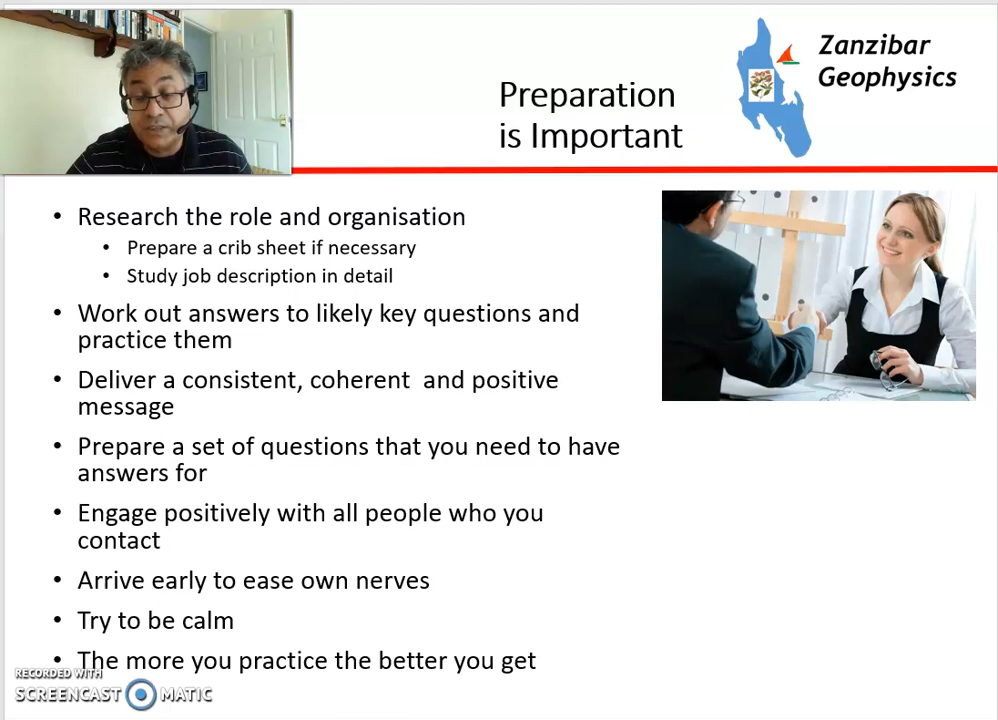 Zanzibar
Geophysics
Preparation
is Important
• Research the role and organisation
• Prepare a crib sheet if necessary
• Study job description in detail
• Work out answers to likely key questions and
practice them
• Deliver a consistent, coherent  and positive
message
• Prepare a set of questions that you need to have
answers for
• Engage positively with all people who you
contact
• Arrive early to ease own nerves
• Try to be calm
• The more you practice the better you get
RECORDED WITH
SCREENCAST MATIC